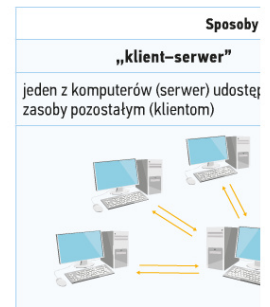 Sposoby
„klient–serwer”
jeden z komputerów (serwer) udostęp
zasoby pozostałym (klientom)